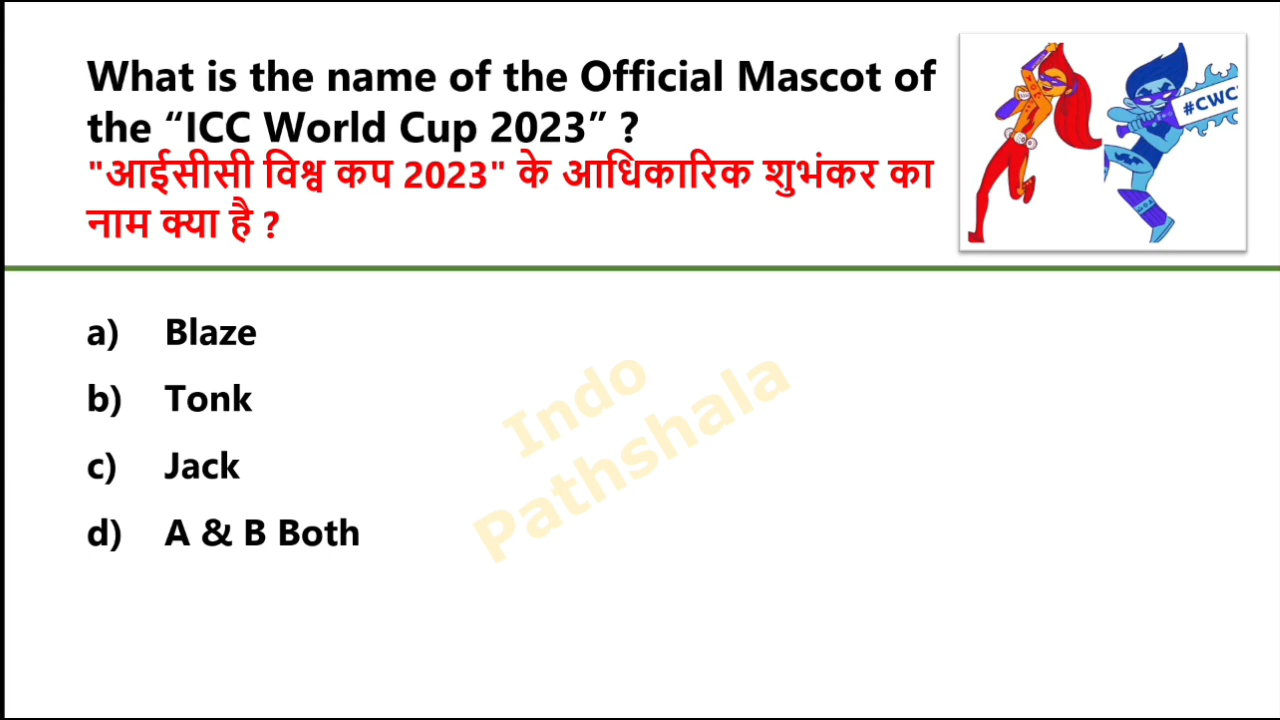 What is the name of the Official Mascot of
the “ICC World Cup 2023” ?
"आईसीसी विश्व कप 2023" के आधिकारिक शुभंकर का
नाम क्या है ?
#CWC
a) Blaze
b) Tonk
c) Jack
d) A & B Both
Indo
Pathshala